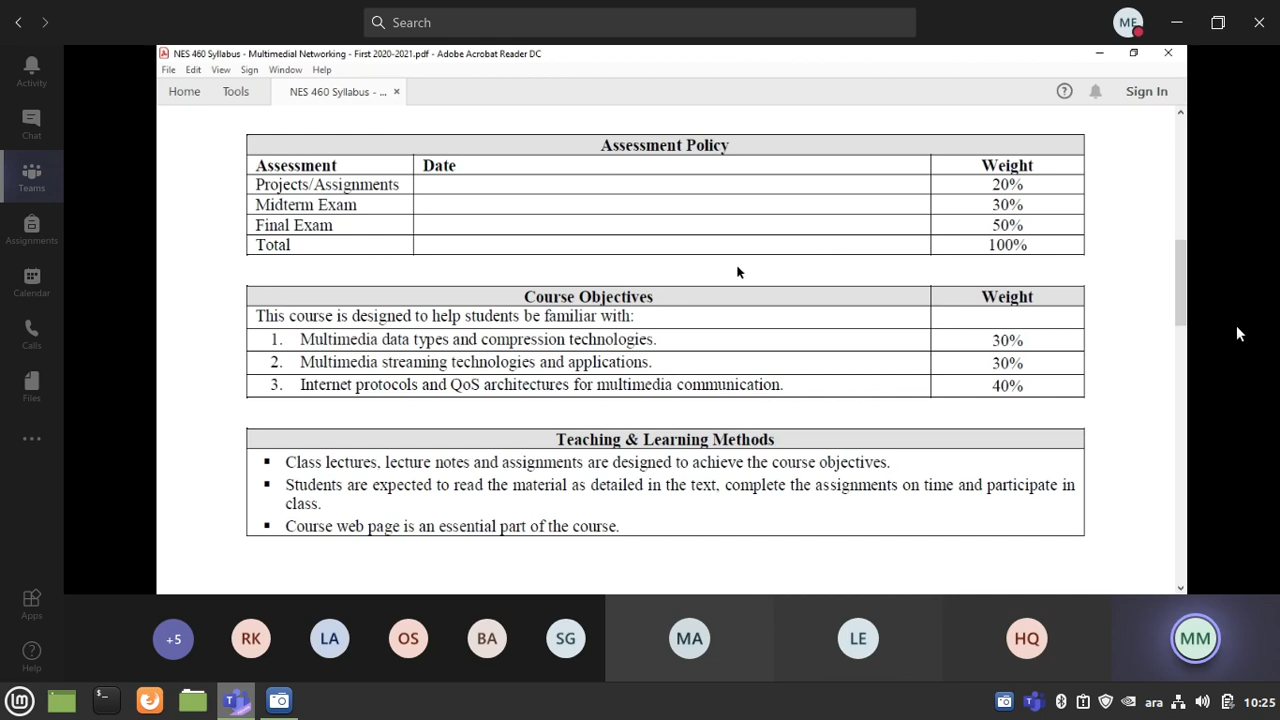 Search
ME
Activity
Chat
Teams
Assignments
Calendar
Calls
Files
Apps
Help
NES 460 Syllabus - Multimedial Networking - First 2020-2021.pdf - Adobe Acrobat Reader DC
File Edit View Sign Window Help
Home Tools NES 460 Syllabus - ... × Sign In
Assessment Policy
Assessment Date Weight
Projects/Assignments 20%
Midterm Exam 30%
Final Exam 50%
Total 100%
Course Objectives Weight
This course is designed to help students be familiar with:
1. Multimedia data types and compression technologies. 30%
2. Multimedia streaming technologies and applications. 30%
3. Internet protocols and QoS architectures for multimedia communication. 40%
Teaching & Learning Methods
▪ Class lectures, lecture notes and assignments are designed to achieve the course objectives.
▪ Students are expected to read the material as detailed in the text, complete the assignments on time and participate in
class.
▪ Course web page is an essential part of the course.
+5 RK LA OS BA SG MA LE HQ MM
ara 10:25